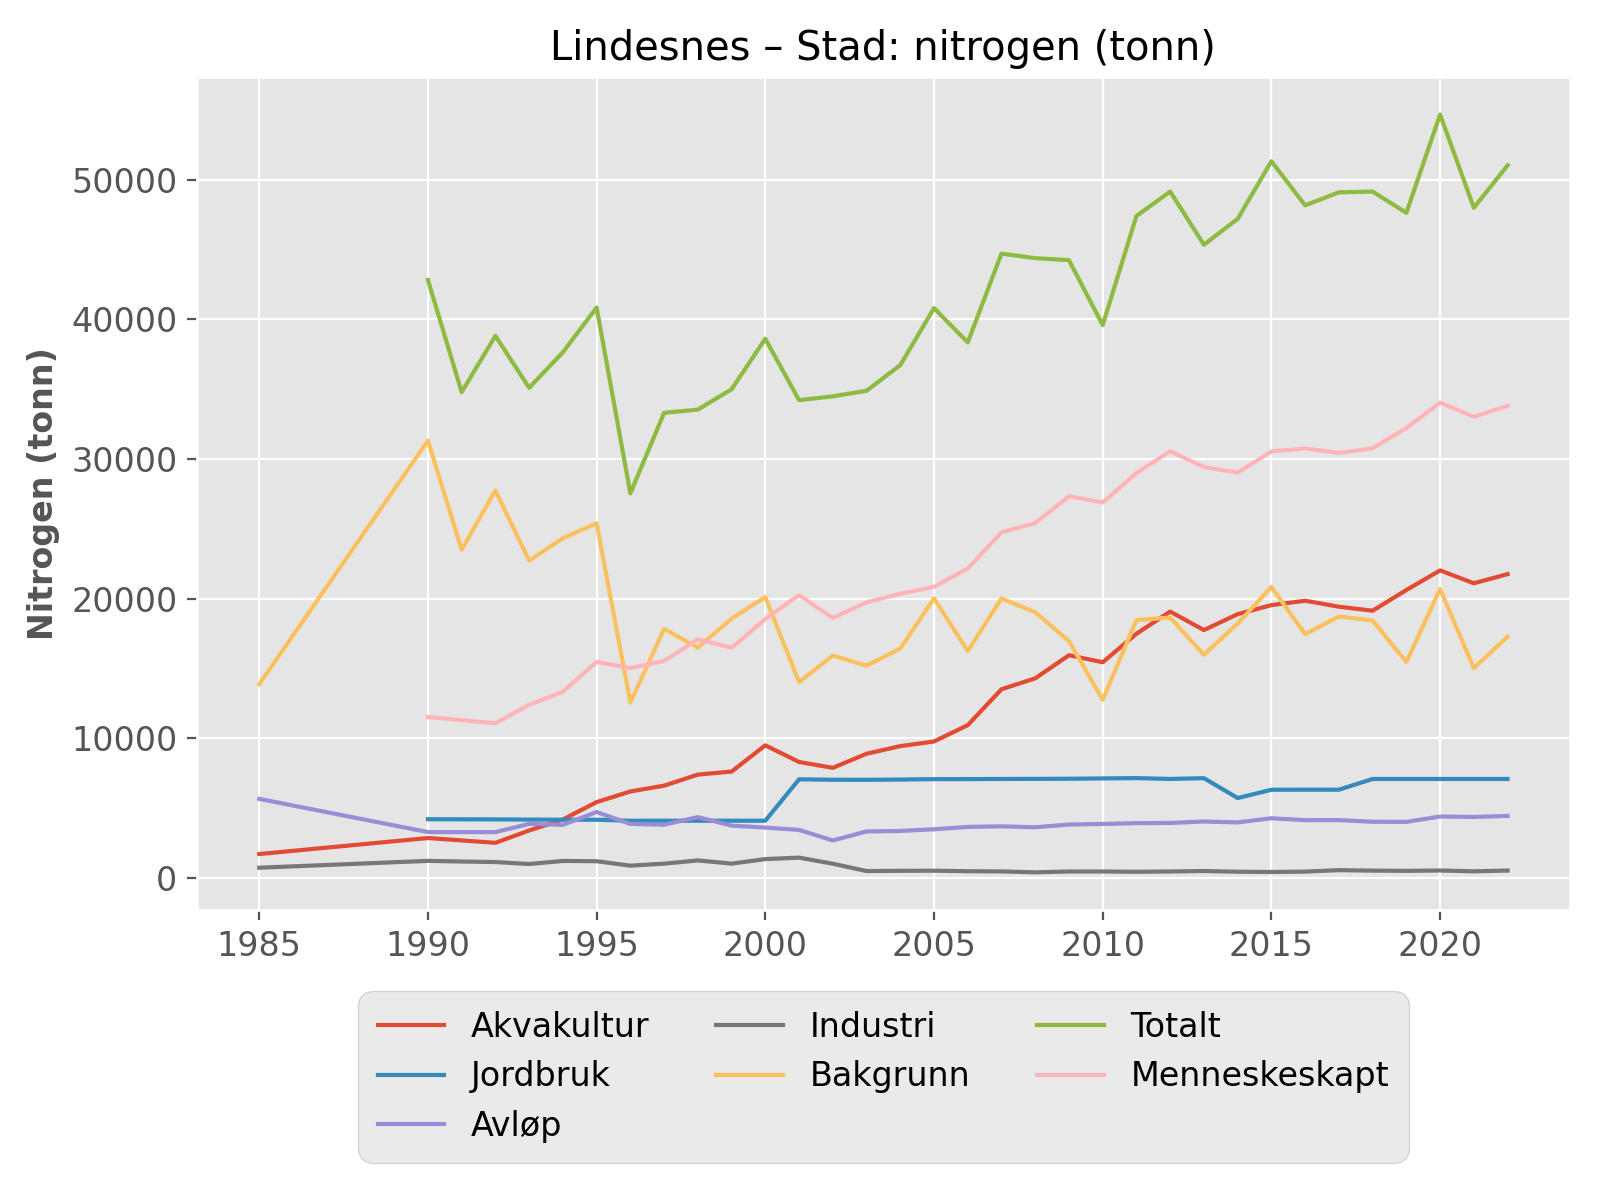 Lindesnes – Stad: nitrogen (tonn)
Nitrogen (tonn)
50000
40000
30000
20000
10000
0
1985 1990 1995 2000 2005 2010 2015 2020
Akvakultur Industri Totalt
Jordbruk Bakgrunn Menneskeskapt
Avløp